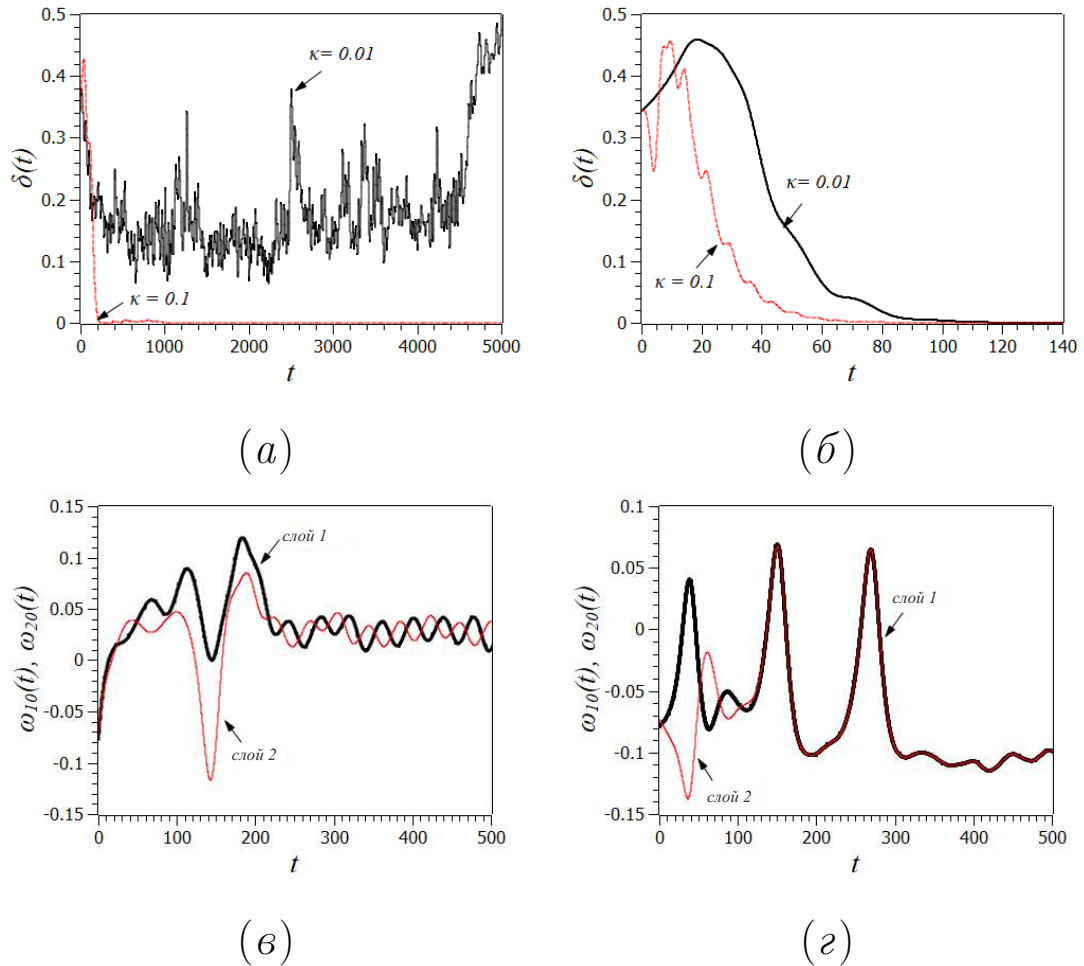 0.5
0.4
0.3
0.2
0.1
0
δ(t)
κ= 0.01
κ = 0.1
0 1000 2000 3000 4000 5000
t
(а)
0.5
0.4
0.3
0.2
0.1
0
δ(t)
κ= 0.01
κ = 0.1
0 20 40 60 80 100 120 140
t
(б)
0.15
0.1
0.05
0
-0.05
-0.1
-0.15
ω10(t), ω20(t)
слой 1
слой 2
0 100 200 300 400 500
t
(в)
0.1
0.05
0
-0.05
-0.1
-0.15
ω10(t), ω20(t)
слой 1
слой 2
0 100 200 300 400 500
t
(г)